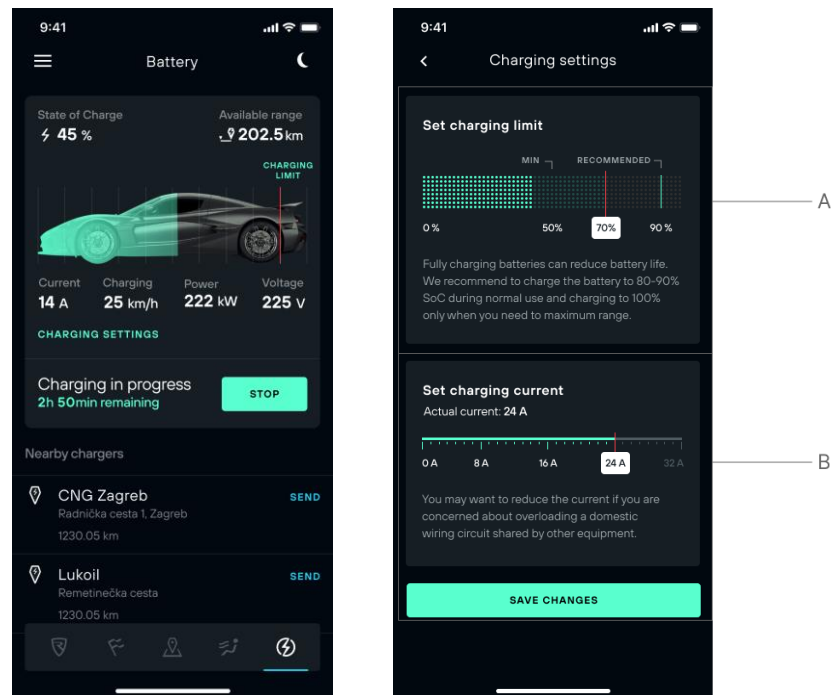 9:41
Battery
State of Charge
Available range
45 %
202.5 km
CHARGING
LIMIT
Current
Charging
Power
Voltage
14 A
25 km/h
222 kW
225 V
CHARGING SETTINGS
Charging in progress
2h 50min remaining
STOP
Nearby chargers
CNG Zagreb
SEND
Radnička cesta 1, Zagreb
1230.05 km
Lukoil
SEND
Remetinečka cesta
1230.05 km
9:41
Charging settings
Set charging limit
MIN
RECOMMENDED
0 %
50%
70%
90 %
Fully charging batteries can reduce battery life.
We recommend to charge the battery to 80-90%
SoC during normal use and charging to 100%
only when you need to maximum range.
Set charging current
Actual current: 24 A
0 A
8 A
16 A
24 A
32 A
You may want to reduce the current if you are
concerned about overloading a domestic
wiring circuit shared by other equipment.
SAVE CHANGES
A
B